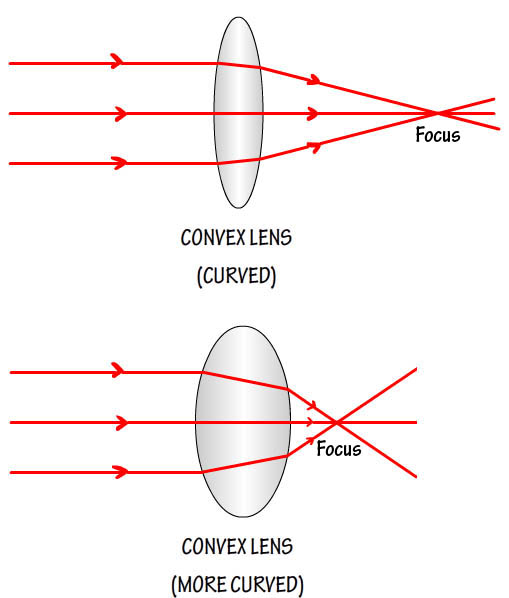 Focus
CONVEX LENS
(CURVED)
Focus
CONVEX LENS
(MORE CURVED)